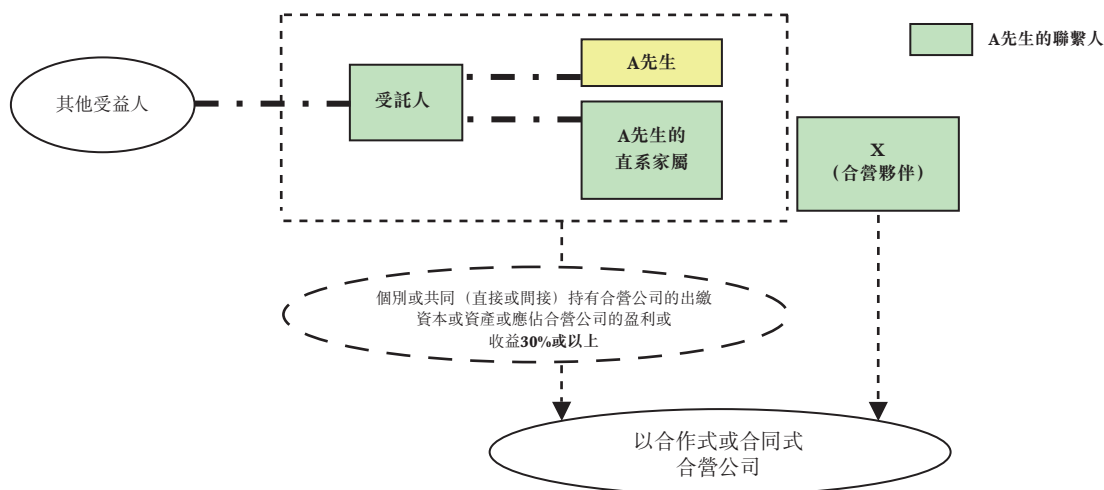 A先生的聯繫人
A先生
其他受益人
受託人
A先生的
直系家屬
X
（合營夥伴）
個別或共同（直接或間接）持有合營公司的出繳
資本或資產或應佔合營公司的盈利或
收益30%或以上
以合作式或合同式
合營公司